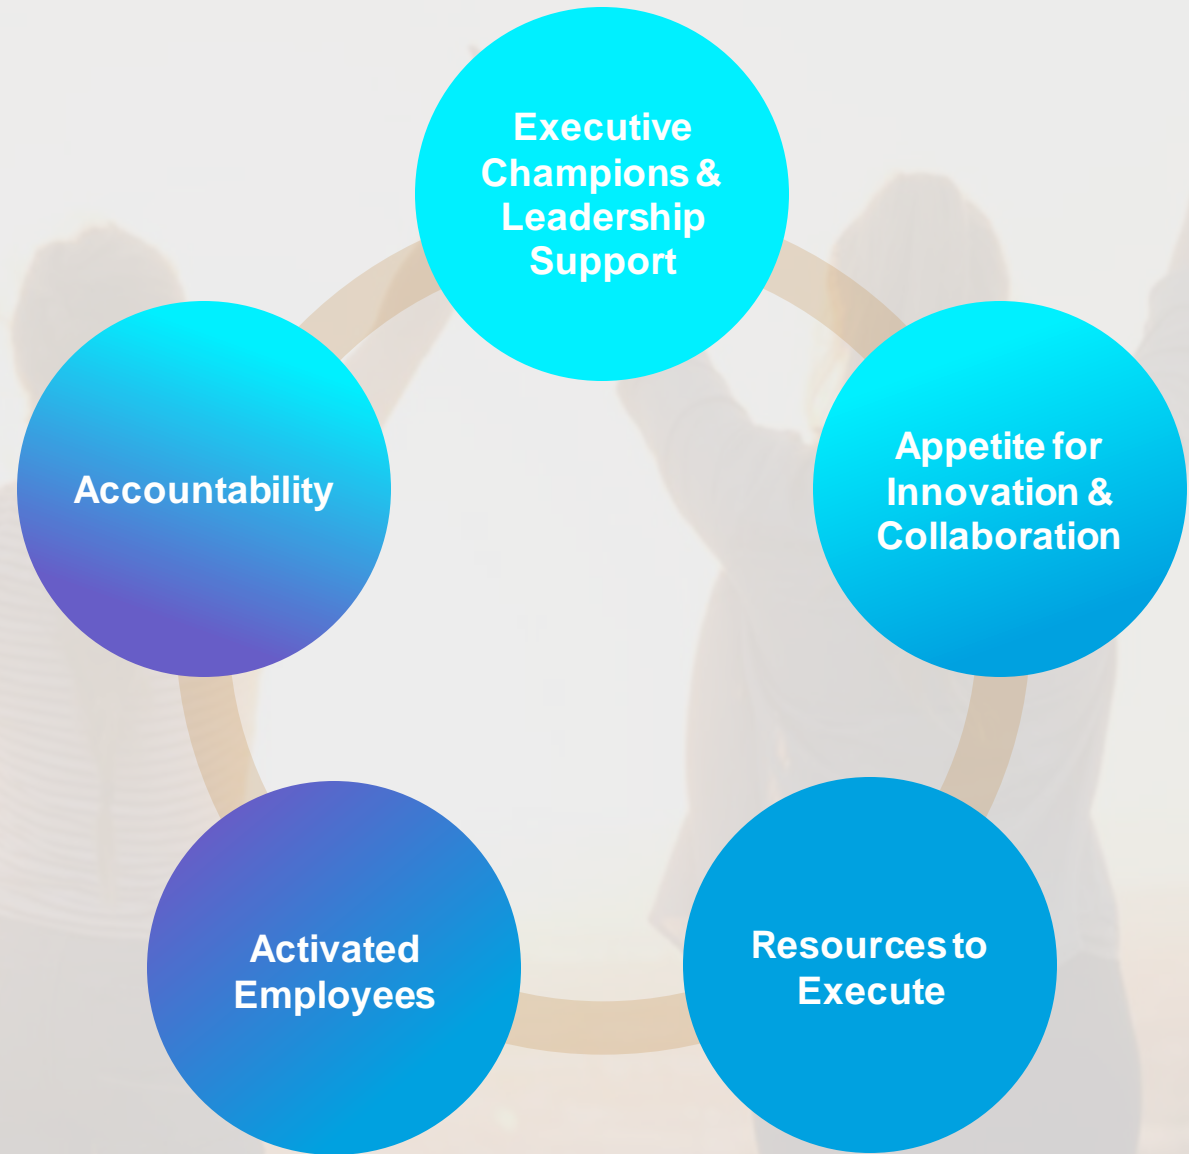 Executive
Champions &
Leadership
Support
Appetite for
Innovation &
Collaboration
Resources to
Execute
Activated
Employees
Accountability